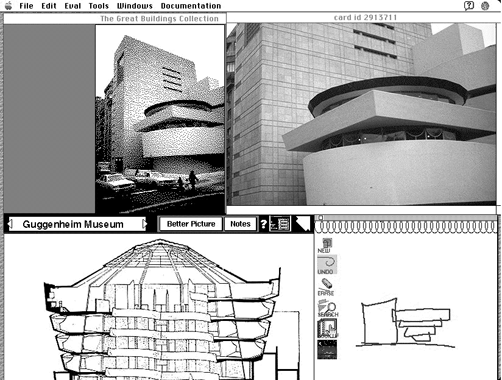 File Edit Eval Tools Windows Documentation
The Great Buildings Collection
card id 2913711
Guggenheim Museum
Better Picture
Notes
?
NEW
UNDO
ERASE
SEARCH